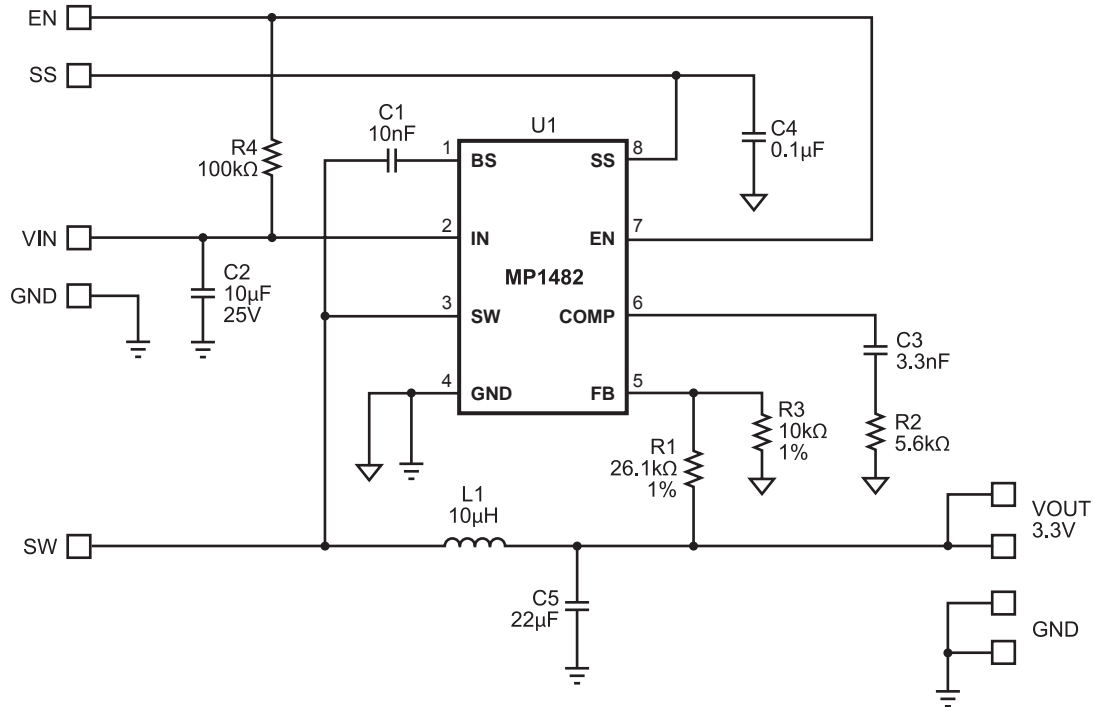 EN
SS
C1
10nF
U1
C4
0.1µF
R4
100kΩ
1
BS
SS
8
VIN
2
IN
EN
7
MP1482
C2
10µF
25V
GND
3
SW
COMP
6
C3
3.3nF
4
GND
FB
5
R3
10kΩ
1%
R2
5.6kΩ
R1
26.1kΩ
1%
L1
10µH
VOUT
3.3V
SW
C5
22µF
GND